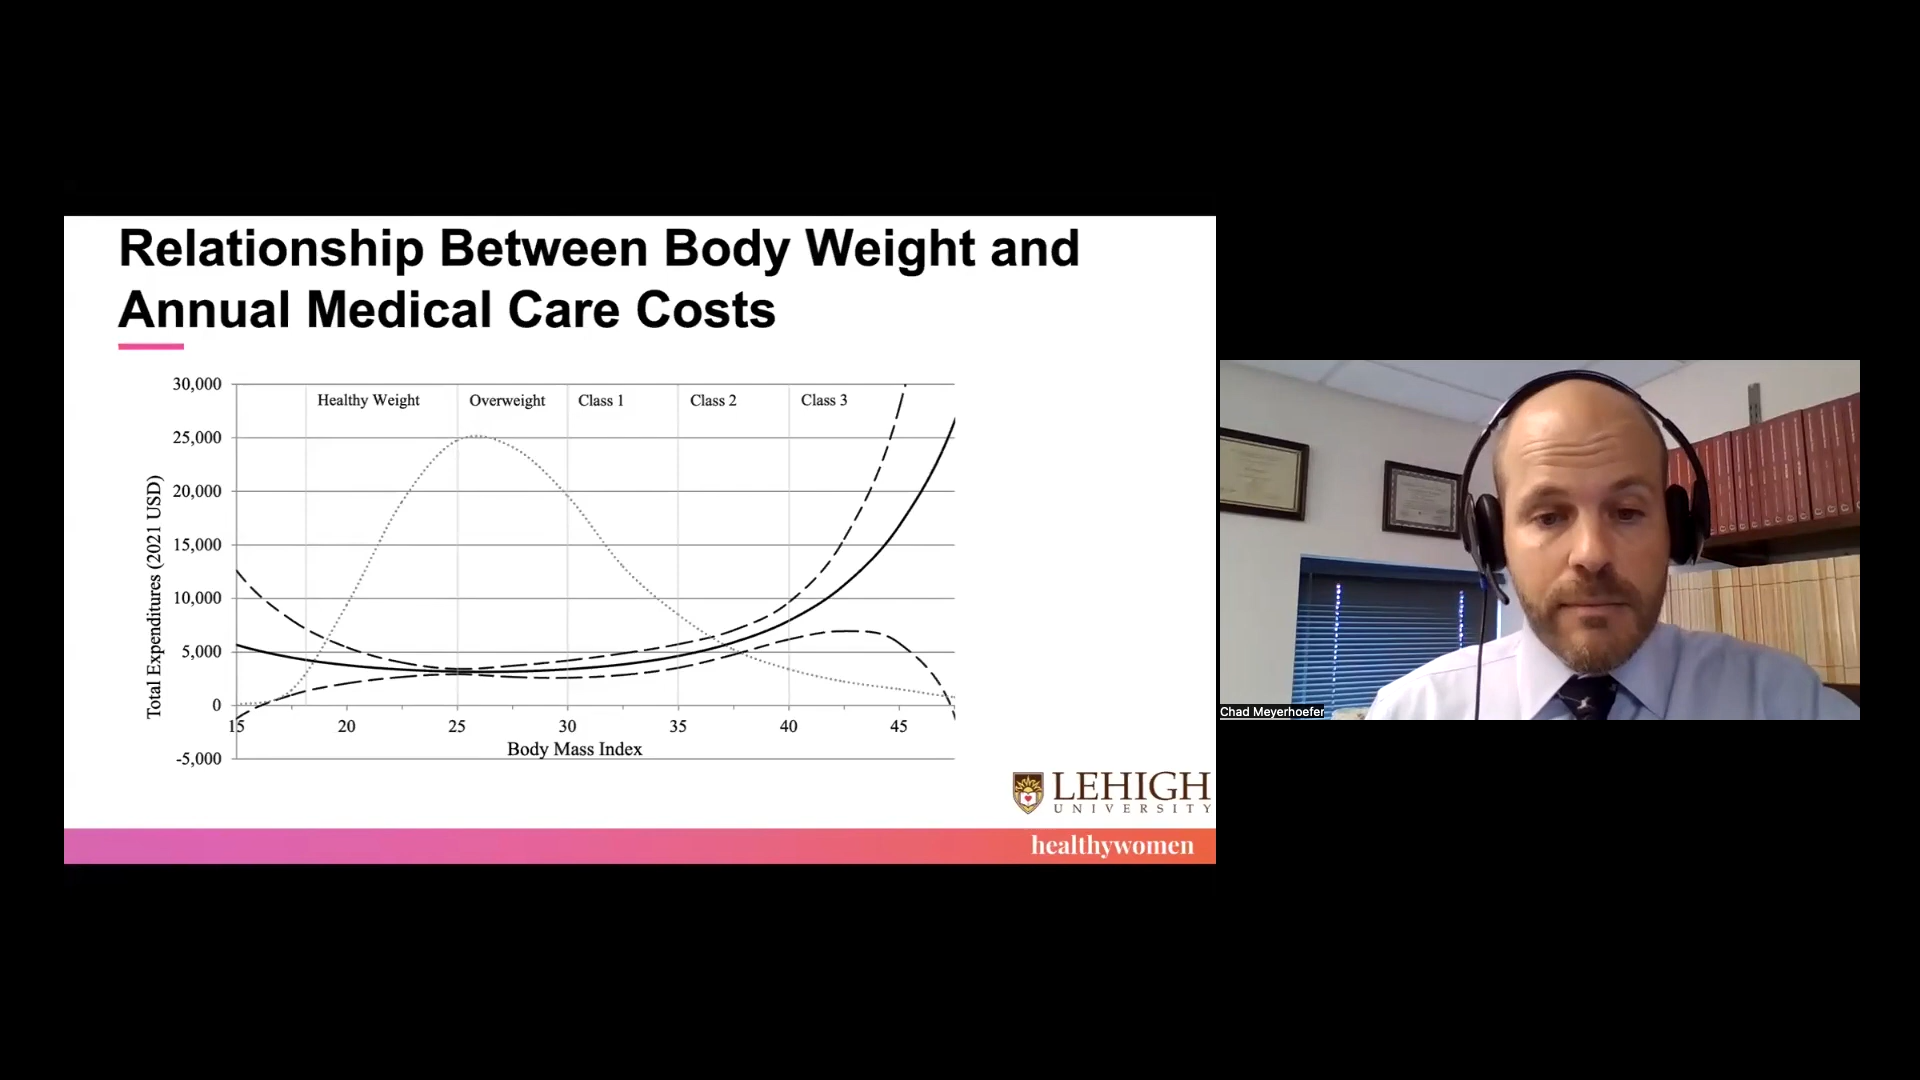 Relationship Between Body Weight and
Annual Medical Care Costs
30,000
25,000
20,000
15,000
10,000
5,000
0
-5,000
Total Expenditures (2021 USD)
Healthy Weight
Overweight
Class 1
Class 2
Class 3
15
20
25
30
35
40
45
Body Mass Index
LEHIGH
UNIVERSITY
healthywomen
Chad Meyerhoefer